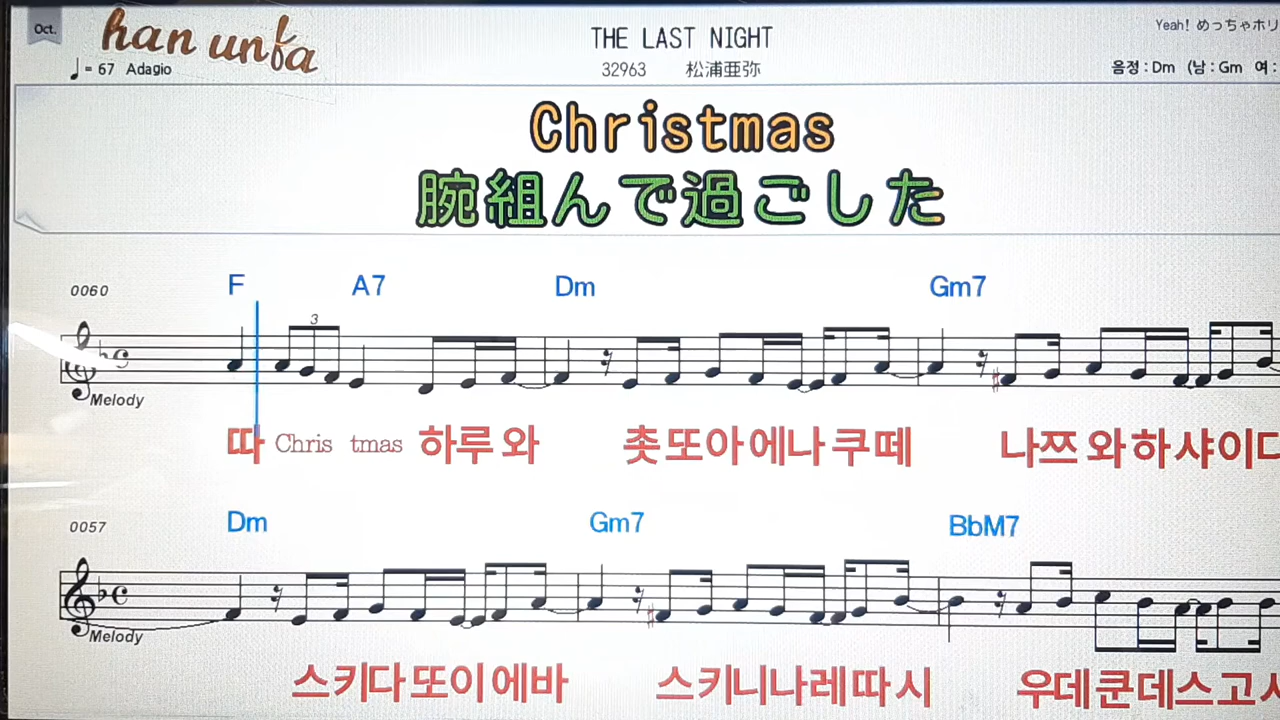 Oct. han unfa
THE LAST NIGHT
Yeah! めっちゃホリ
= 67 Adagio
32963 松浦亜弥
음정 : Dm (남 : Gm 여 :
Christmas
腕組んで過ごした
0060 F A7 Dm Gm7
3
Melody
따 Chris tmas 하루 와 촛또아 에나 쿠 떼 나쯔 와 하 샤이다
0057 Dm Gm7 BbM7
Melody
스키다 또이 에바 스키니나레 따 시 우데 쿤 데스 고 시